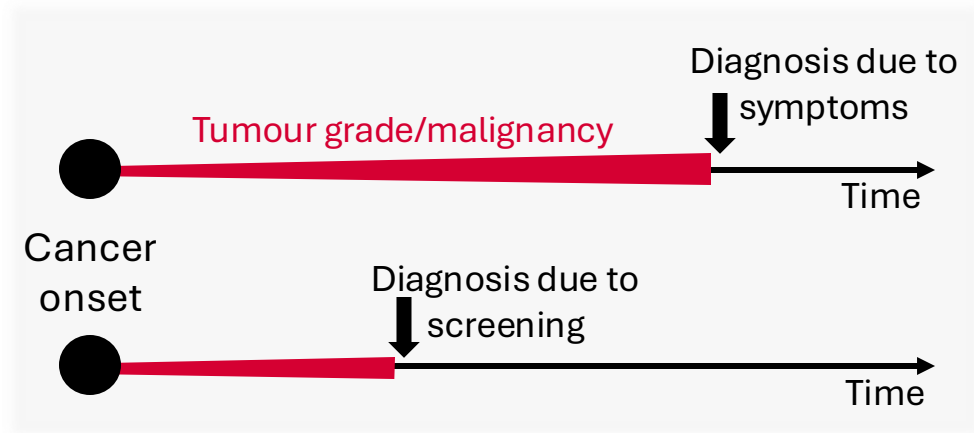 Diagnosis due to
symptoms
Tumour grade/malignancy
Time
Cancer
onset
Diagnosis due to
screening
Time